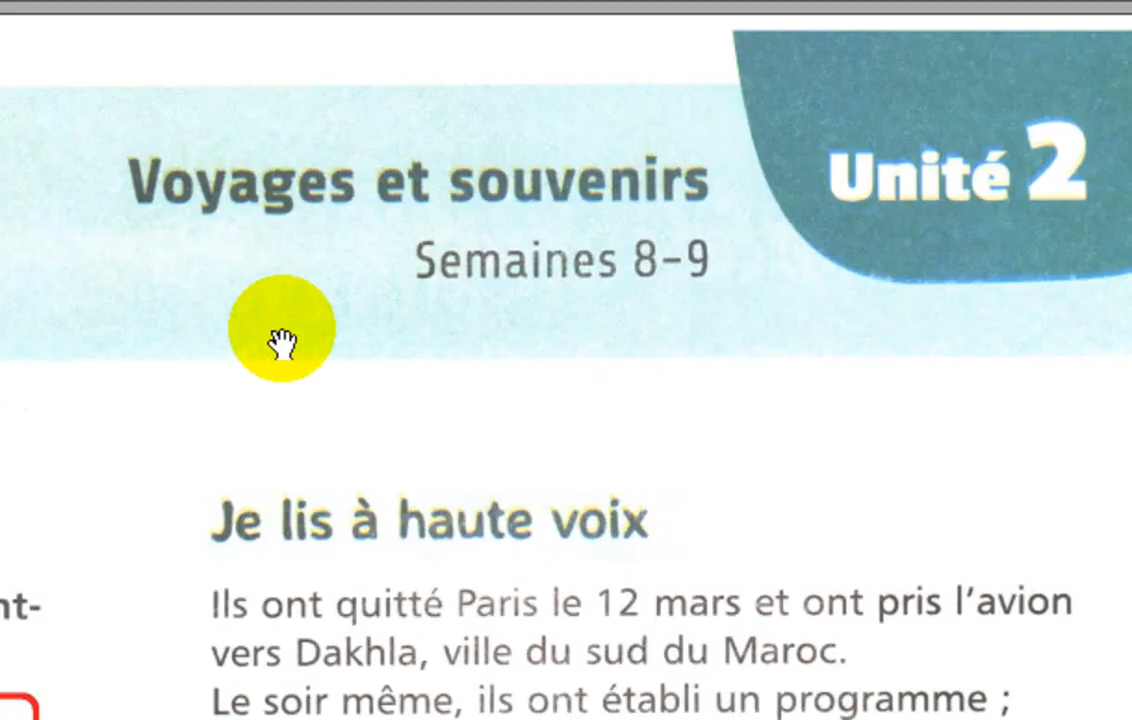 Voyages et souvenirs
Unité 2
Semaines 8-9
Je lis à haute voix
Ils ont quitté Paris le 12 mars et ont pris l'avion
vers Dakhla, ville du sud du Maroc.
Le soir même, ils ont établi un programme ;
nt-